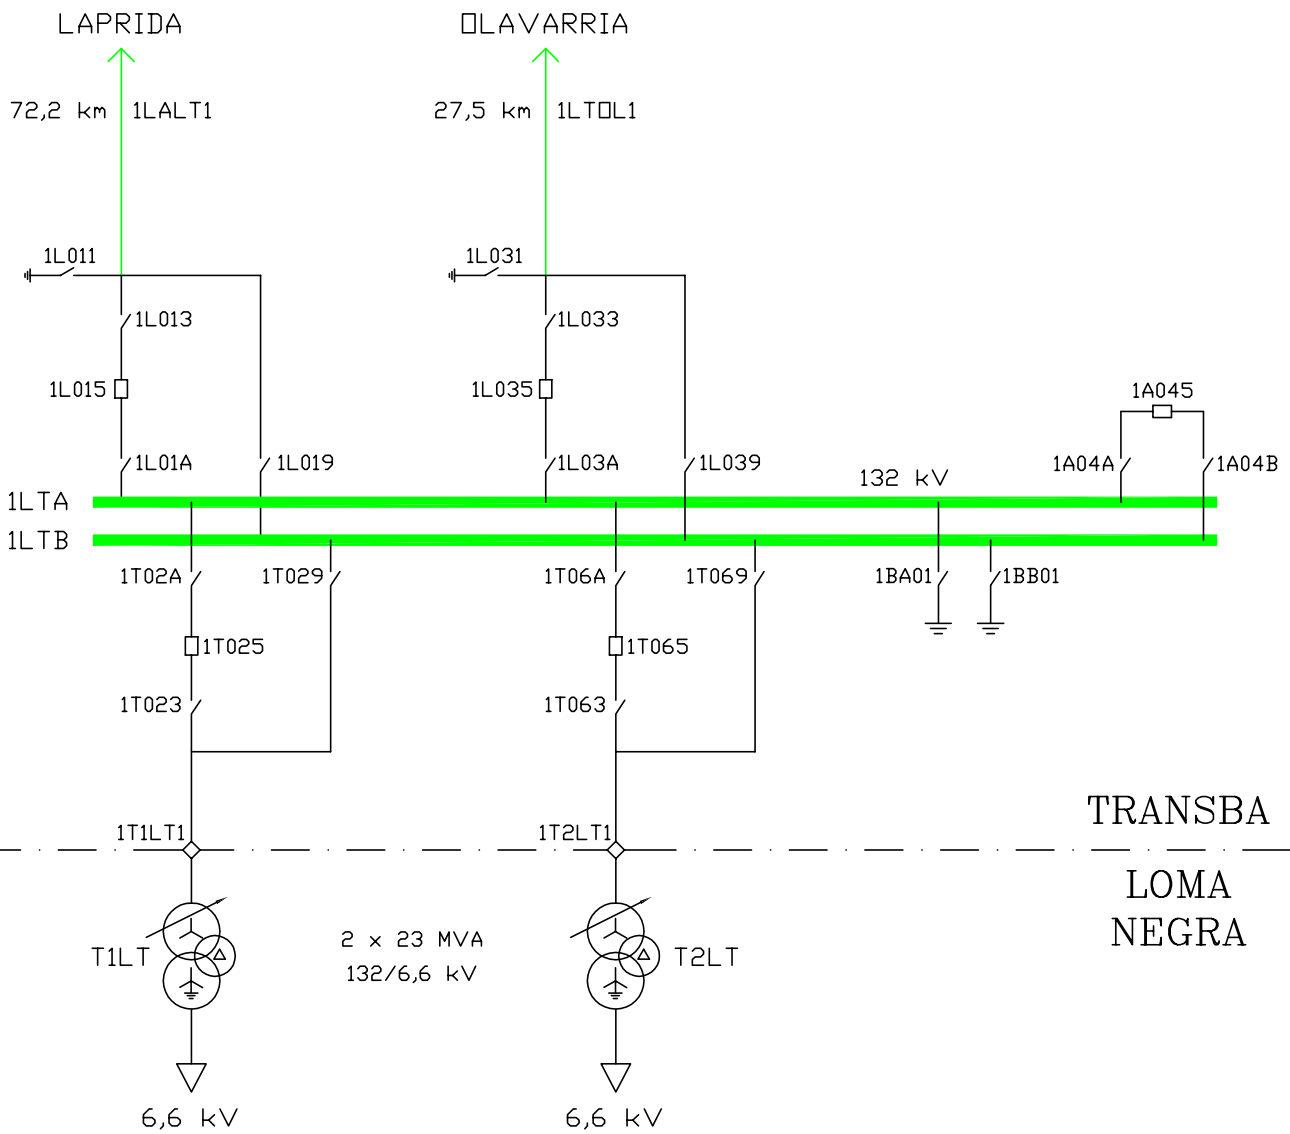 LAPRIDA
OLAVARRIA
72,2 km
1LALT1
27,5 km
1LTOL1
1L011
1L031
1L013
1L033
1L015
1L035
1A045
1L01A
1L019
1L03A
1L039
132 kV
1A04A
1A04B
1LTA
1LTB
1T02A
1T029
1T06A
1T069
1BA01
1BB01
1T025
1T065
1T023
1T063
TRANSBA
1T1LT1
1T2LT1
LOMA
NEGRA
T1LT
2 x 23 MVA
132/6,6 kV
T2LT
6,6 kV
6,6 kV